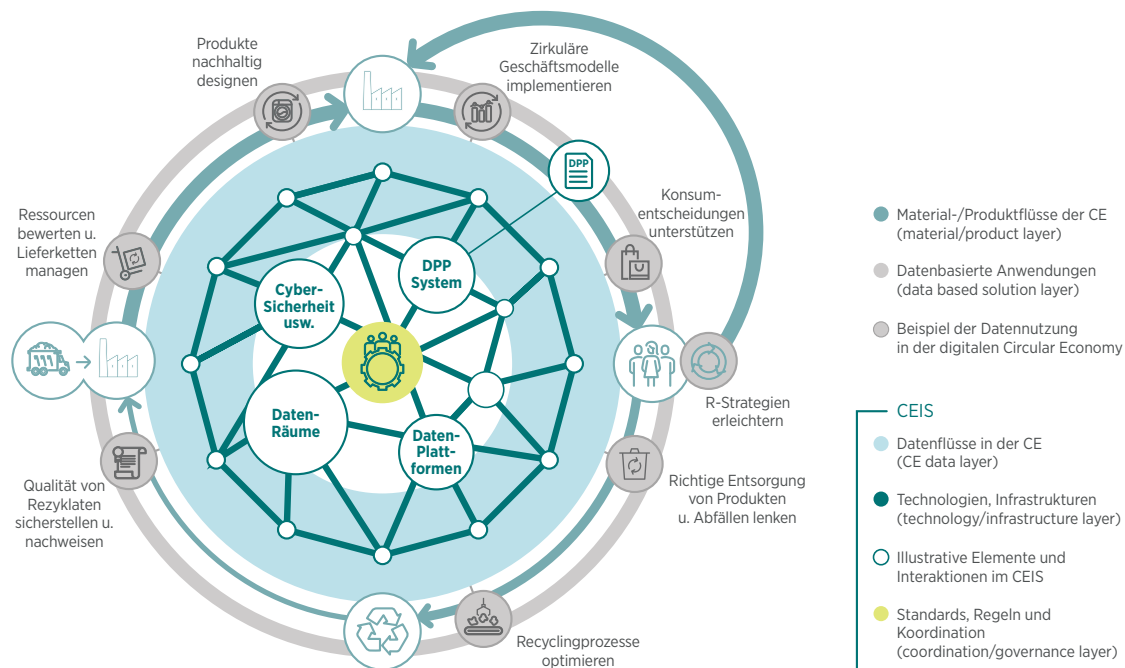 Produkte
nachhaltig
designen
Zirkuläre
Geschäftsmodelle
implementieren
DPP
Konsum-
entscheidungen
unterstützen
Ressourcen
bewerten u.
Lieferketten
managen
DPP
System
Cyber-
Sicherheit
usw.
Daten-
Räume
Daten-
Platt-
formen
R-Strategien
erleichtern
Richtige Entsorgung
von Produkten
u. Abfällen lenken
Qualität von
Rezyklaten
sicherstellen u.
nachweisen
Recyclingprozesse
optimieren
Material-/Produktflüsse der CE
(material/product layer)
Datenbasierte Anwendungen
(data based solution layer)
Beispiel der Datennutzung
in der digitalen Circular Economy
CEIS
Datenflüsse in der CE
(CE data layer)
Technologien, Infrastrukturen
(technology/infrastructure layer)
Illustrative Elemente und
Interaktionen im CEIS
Standards, Regeln und
Koordination
(coordination/governance layer)